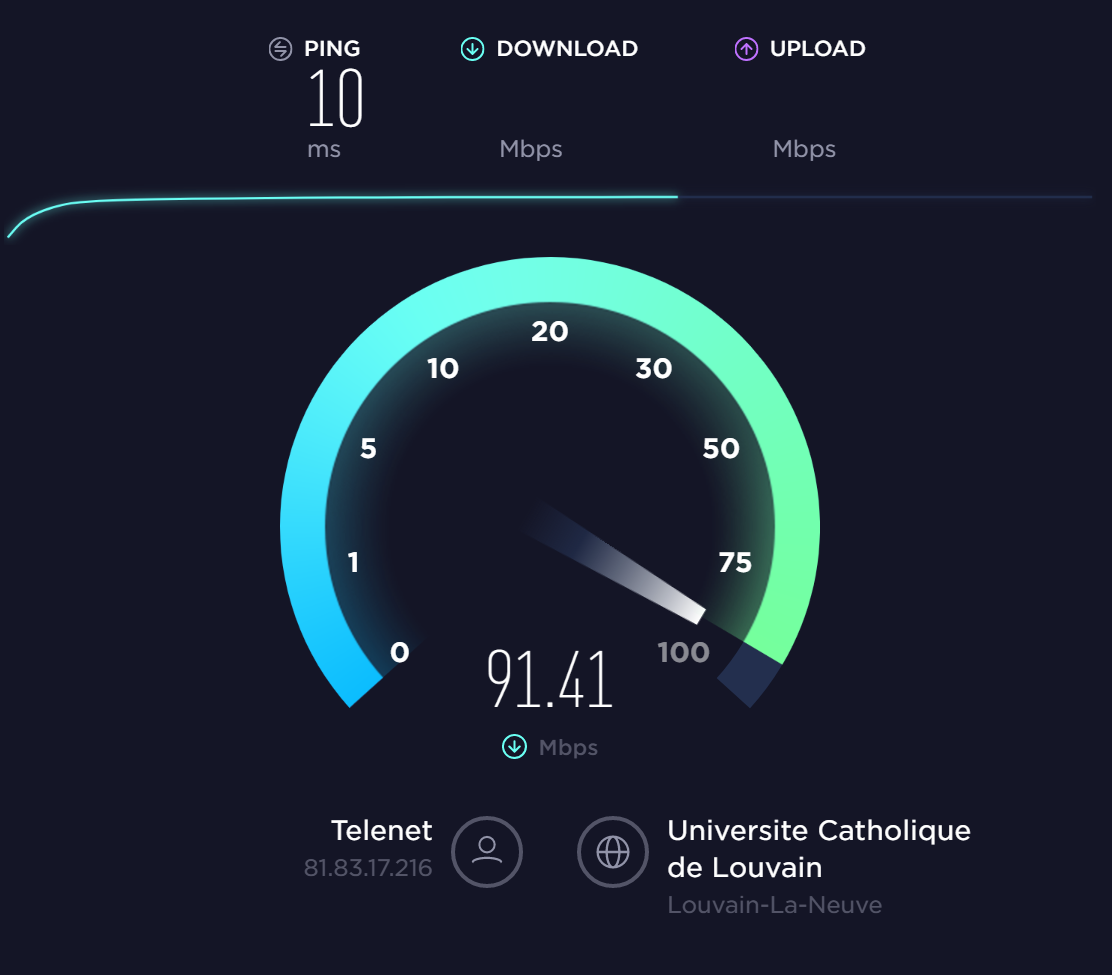 PING
10
ms
DOWNLOAD
Mbps
UPLOAD
Mbps
0
1
5
10
20
30
50
75
100
91.41
Mbps
Telenet
81.83.17.216
Universite Catholique
de Louvain
Louvain-La-Neuve